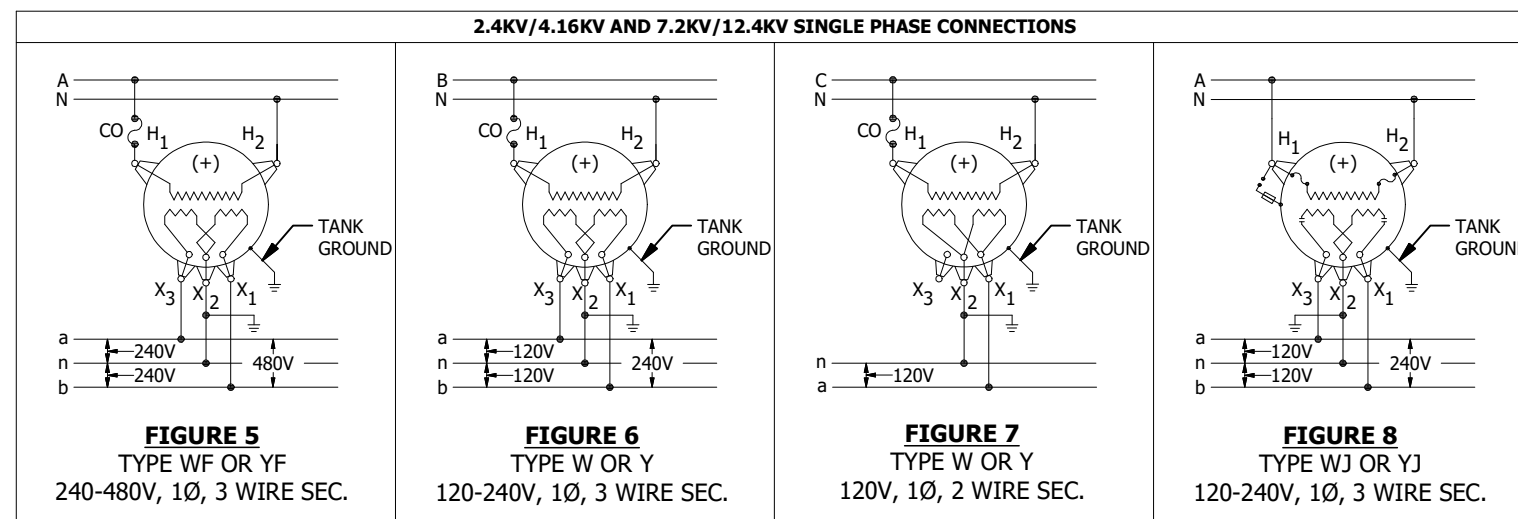 2.4KV/4.16KV AND 7.2KV/12.4KV SINGLE PHASE CONNECTIONS
A
N
CO
H1
H2
(+)
TANK
GROUND
X3
X2
X1
a
240V
n
480V
240V
b
FIGURE 5
TYPE WF OR YF
240-480V, 1Ø, 3 WIRE SEC.
B
N
CO
H1
H2
(+)
TANK
GROUND
X3
X2
X1
a
120V
n
240V
120V
b
FIGURE 6
TYPE W OR Y
120-240V, 1Ø, 3 WIRE SEC.
C
N
CO
H1
H2
(+)
TANK
GROUND
X3
X2
X1
n
120V
a
FIGURE 7
TYPE W OR Y
120V, 1Ø, 2 WIRE SEC.
A
N
H1
H2
(+)
TANK
GROUND
X3
X2
X1
a
120V
n
240V
120V
b
FIGURE 8
TYPE WJ OR YJ
120-240V, 1Ø, 3 WIRE SEC.